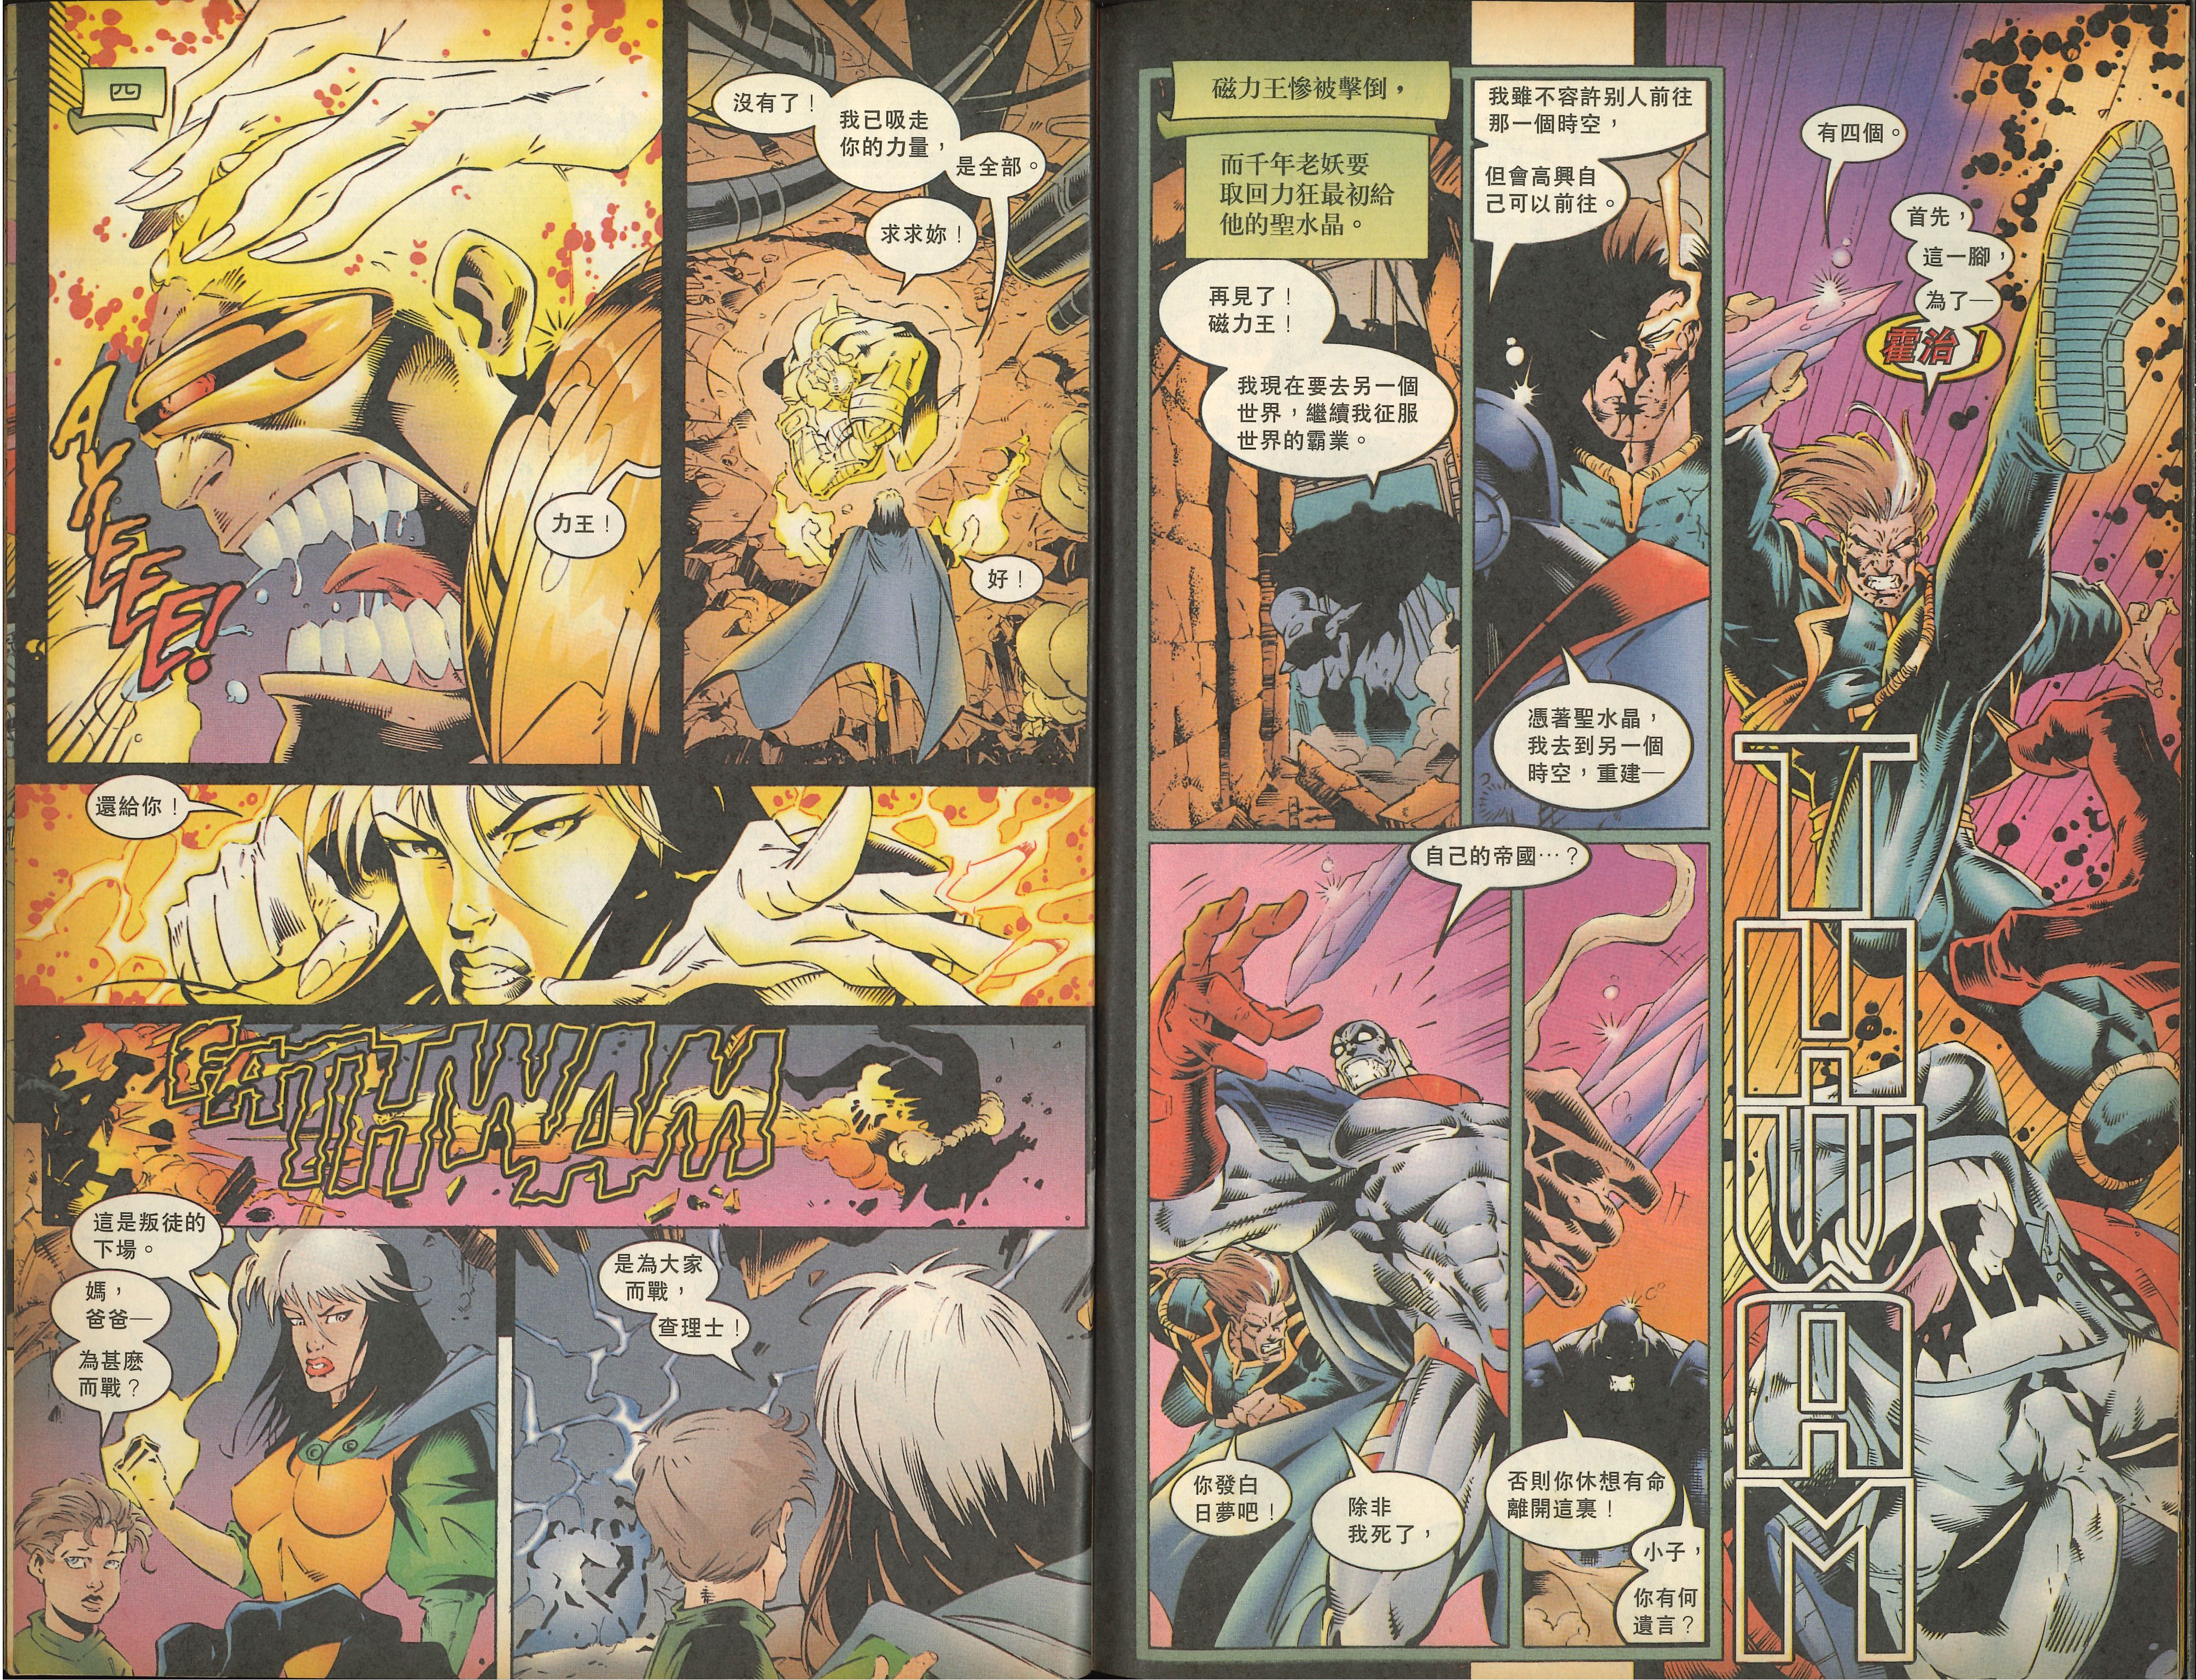 四
AYEEE!
力王！
沒有了！
我已吸走
你的力量，
是全部。
求求妳！
好！
還給你！
這是叛徒的
下場。
媽，
爸爸—
為甚麼
而戰？
是為大家
而戰，
查理士！
磁力王慘被擊倒，
而千年老妖要
取回力狂最初給
他的聖水晶。
再見了！
磁力王！
我現在要去另一個
世界，繼續我征服
世界的霸業。
我雖不容許别人前往
那一個時空，
但會高興自
己可以前往。
憑著聖水晶，
我去到另一個
時空，重建—
自己的帝國…？
你發白
日夢吧！
除非
我死了，
否則你休想有命
離開這裏！
小子，
你有何
遺言？
有四個。
首先，
這一腳，
為了—
霍治！
THWAM